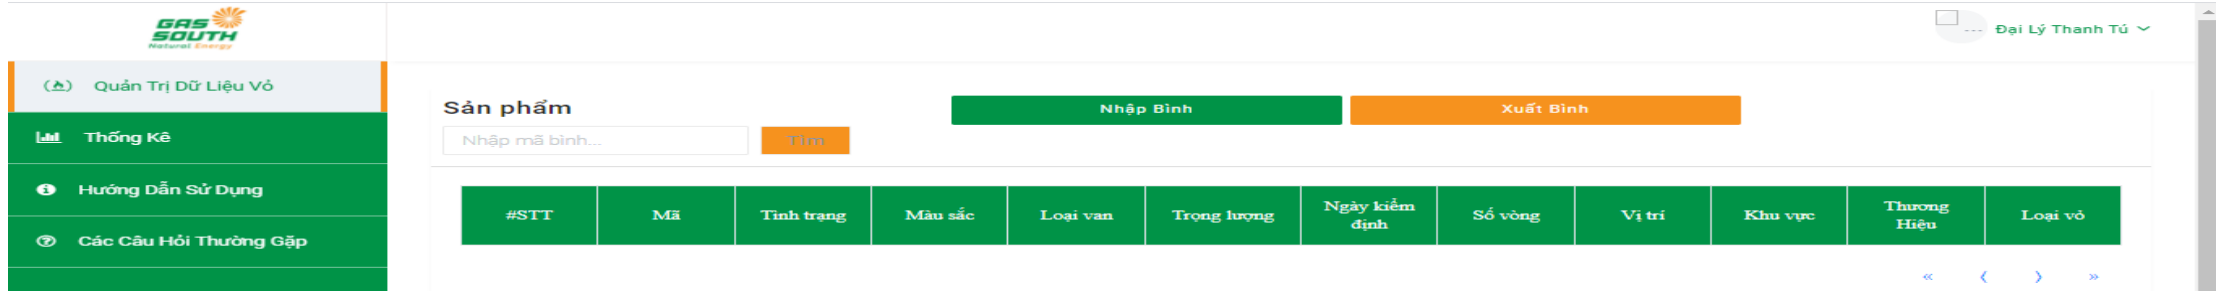 GAS
SOUTH
Natural Energy
Đại Lý Thanh Tú
Quản Trị Dữ Liệu Vỏ
Thống Kê
Hướng Dẫn Sử Dụng
Các Câu Hỏi Thường Gặp
Sản phẩm
Nhập Bình
Xuất Bình
Nhập mã bình...
Tìm
#STT
Mã
Tình trạng
Màu sắc
Loại van
Trọng lượng
Ngày kiểm
định
Số vòng
Vị trí
Khu vực
Thương
Hiệu
Loại vỏ
« ‹ › »